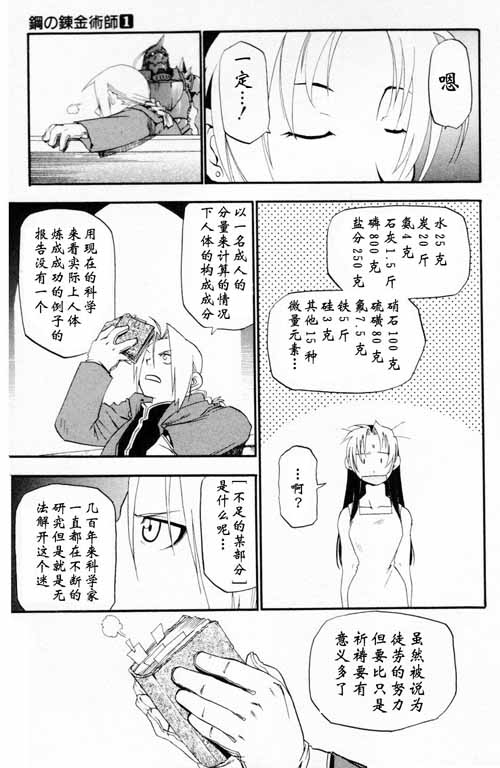 鋼の錬金術師1
嗯
一定…!
水25克
炭20斤
氨4克
石灰1.5斤
磷800克
盐分250克
硝石100克
硫磺80克
氟7.5克
铁5斤
硅3克
其他15种
微量元素…
…啊?
以一名成人的
分量来计算的情况
下人体的构成成分
用现在的科学
来看实际上人体
炼成成功的例子的
报告没有一个
[不足的某部分]
是什么呢…
几百年来科学家
一直都在不断的
研究但是就是无
法解开这个迷
虽然被说为
徒劳的努力
但要比只是
祈祷要有
意义多了